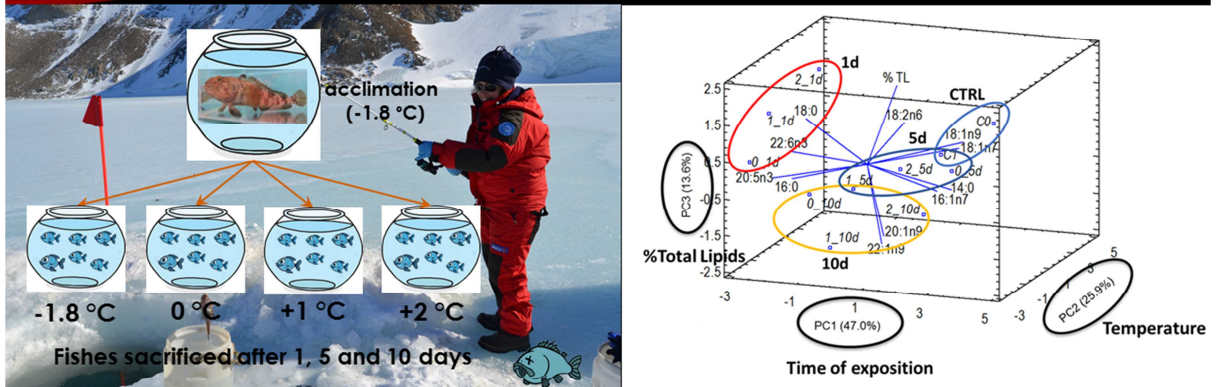 acclimation
(-1.8 °C)
-1.8 °C
0 °C
+1 °C
+2 °C
Fishes sacrificed after 1, 5 and 10 days
1d
2_1d
% TL
CTRL
2.5
18:0
18:2n6
C0
1.5
1_1d
5d
18:1n9
22:6n3
18:1n7
C1
0.5
0_1d
2_5d
0_5d
20:5n3
16:0
1_5d
14:0
-0.5
0_10d
16:1n7
PC3 (13.6%)
2_10d
20:1n9
-1.5
1_10d
22:1n9
%Total Lipids
10d
-2.5
-3
-1
1
3
5
-3
-1
1
5
5
PC1 (47.0%)
PC2 (25.9%)
Temperature
Time of exposition